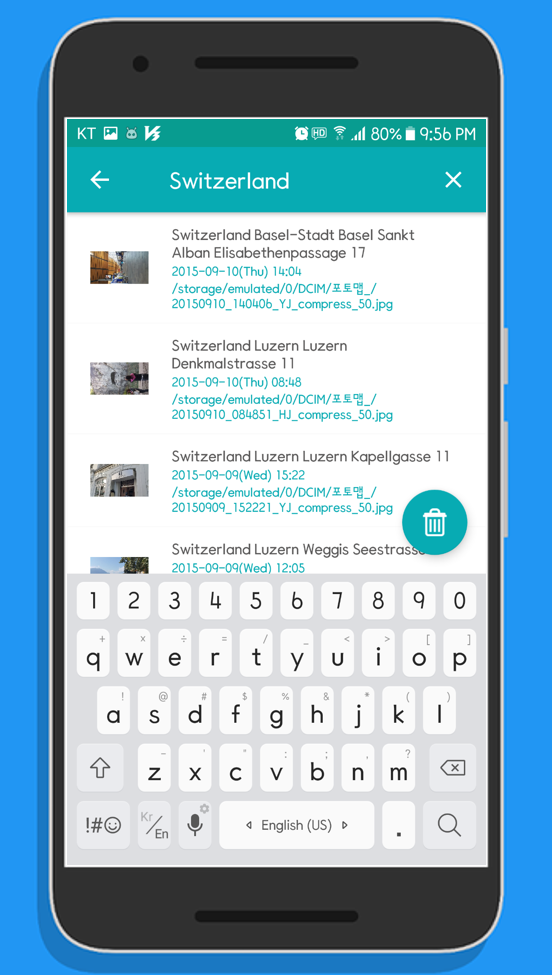 KT HD 80% 9:56 PM
Switzerland
Switzerland Basel-Stadt Basel Sankt
Alban Elisabethenpassage 17
2015-09-10(Thu) 14:04
/storage/emulated/0/DCIM/포토맵_/
20150910_140406_YJ_compress_50.jpg
Switzerland Luzern Luzern
Denkmalstrasse 11
2015-09-10(Thu) 08:48
/storage/emulated/0/DCIM/포토맵_/
20150910_084851_HJ_compress_50.jpg
Switzerland Luzern Luzern Kapellgasse 11
2015-09-09(Wed) 15:22
/storage/emulated/0/DCIM/포토맵_/
20150909_152221_YJ_compress_50.jpg
Switzerland Luzern Weggis Seestrass
2015-09-09(Wed) 12:05
1 2 3 4 5 6 7 8 9 0
+ × ÷ = / _ < > [ ]
q w e r t y u i o p
! @ # $ % & * ( )
a s d f g h j k l
- ' " : ; , ?
z x c v b n m
!#☺ Kr/En English (US) .